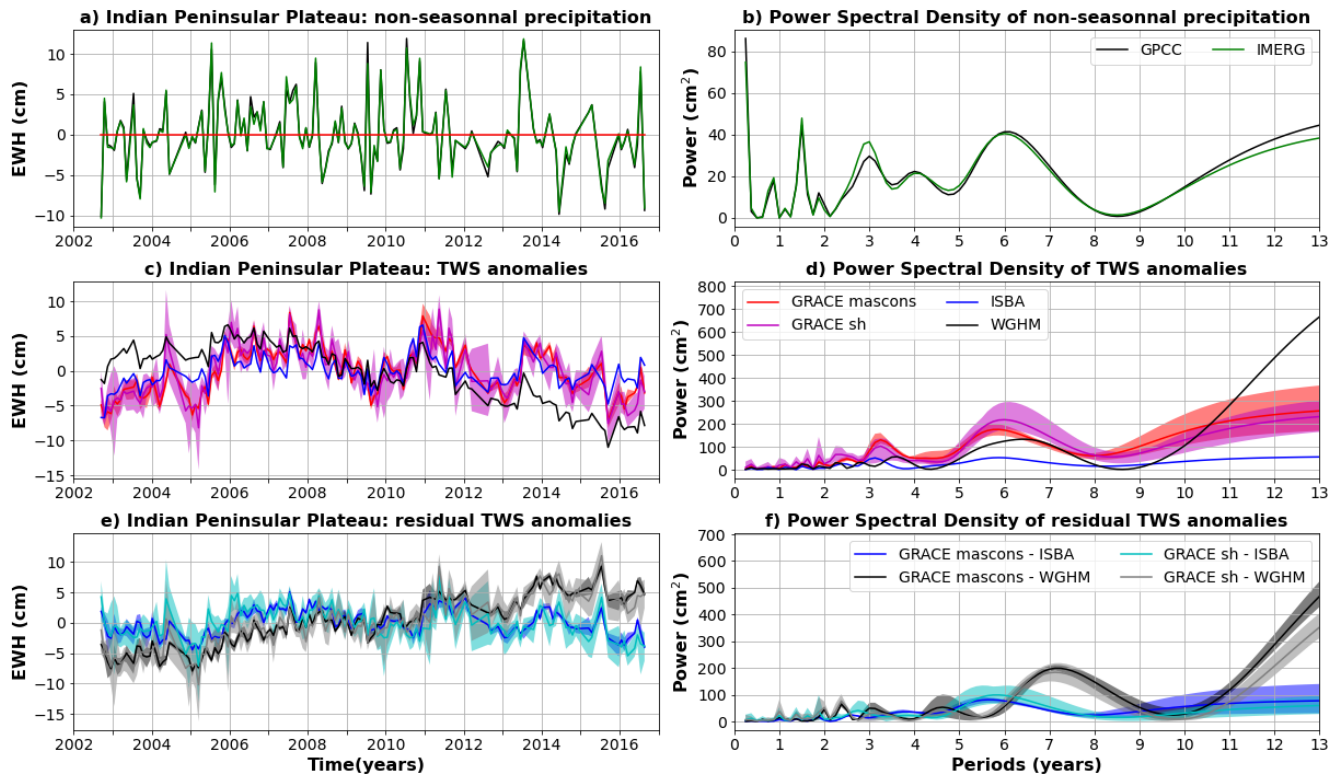 a) Indian Peninsular Plateau: non-seasonal precipitation
EWH (cm)
10
5
0
−5
−10
2002 2004 2006 2008 2010 2012 2014 2016
b) Power Spectral Density of non-seasonnal precipitation
Power (cm²)
80
60
40
20
0
GPCC IMERG
0 1 2 3 4 5 6 7 8 9 10 11 12 13
c) Indian Peninsular Plateau: TWS anomalies
EWH (cm)
10
5
0
−5
−10
−15
2002 2004 2006 2008 2010 2012 2014 2016
d) Power Spectral Density of TWS anomalies
Power (cm²)
800
700
600
500
400
300
200
100
0
GRACE mascons ISBA
GRACE sh WGHM
0 1 2 3 4 5 6 7 8 9 10 11 12 13
e) Indian Peninsular Plateau: residual TWS anomalies
EWH (cm)
10
5
0
−5
−10
−15
2002 2004 2006 2008 2010 2012 2014 2016
Time(years)
f) Power Spectral Density of residual TWS anomalies
Power (cm²)
700
600
500
400
300
200
100
0
GRACE mascons - ISBA GRACE sh - ISBA
GRACE mascons - WGHM GRACE sh - WGHM
0 1 2 3 4 5 6 7 8 9 10 11 12 13
Periods (years)